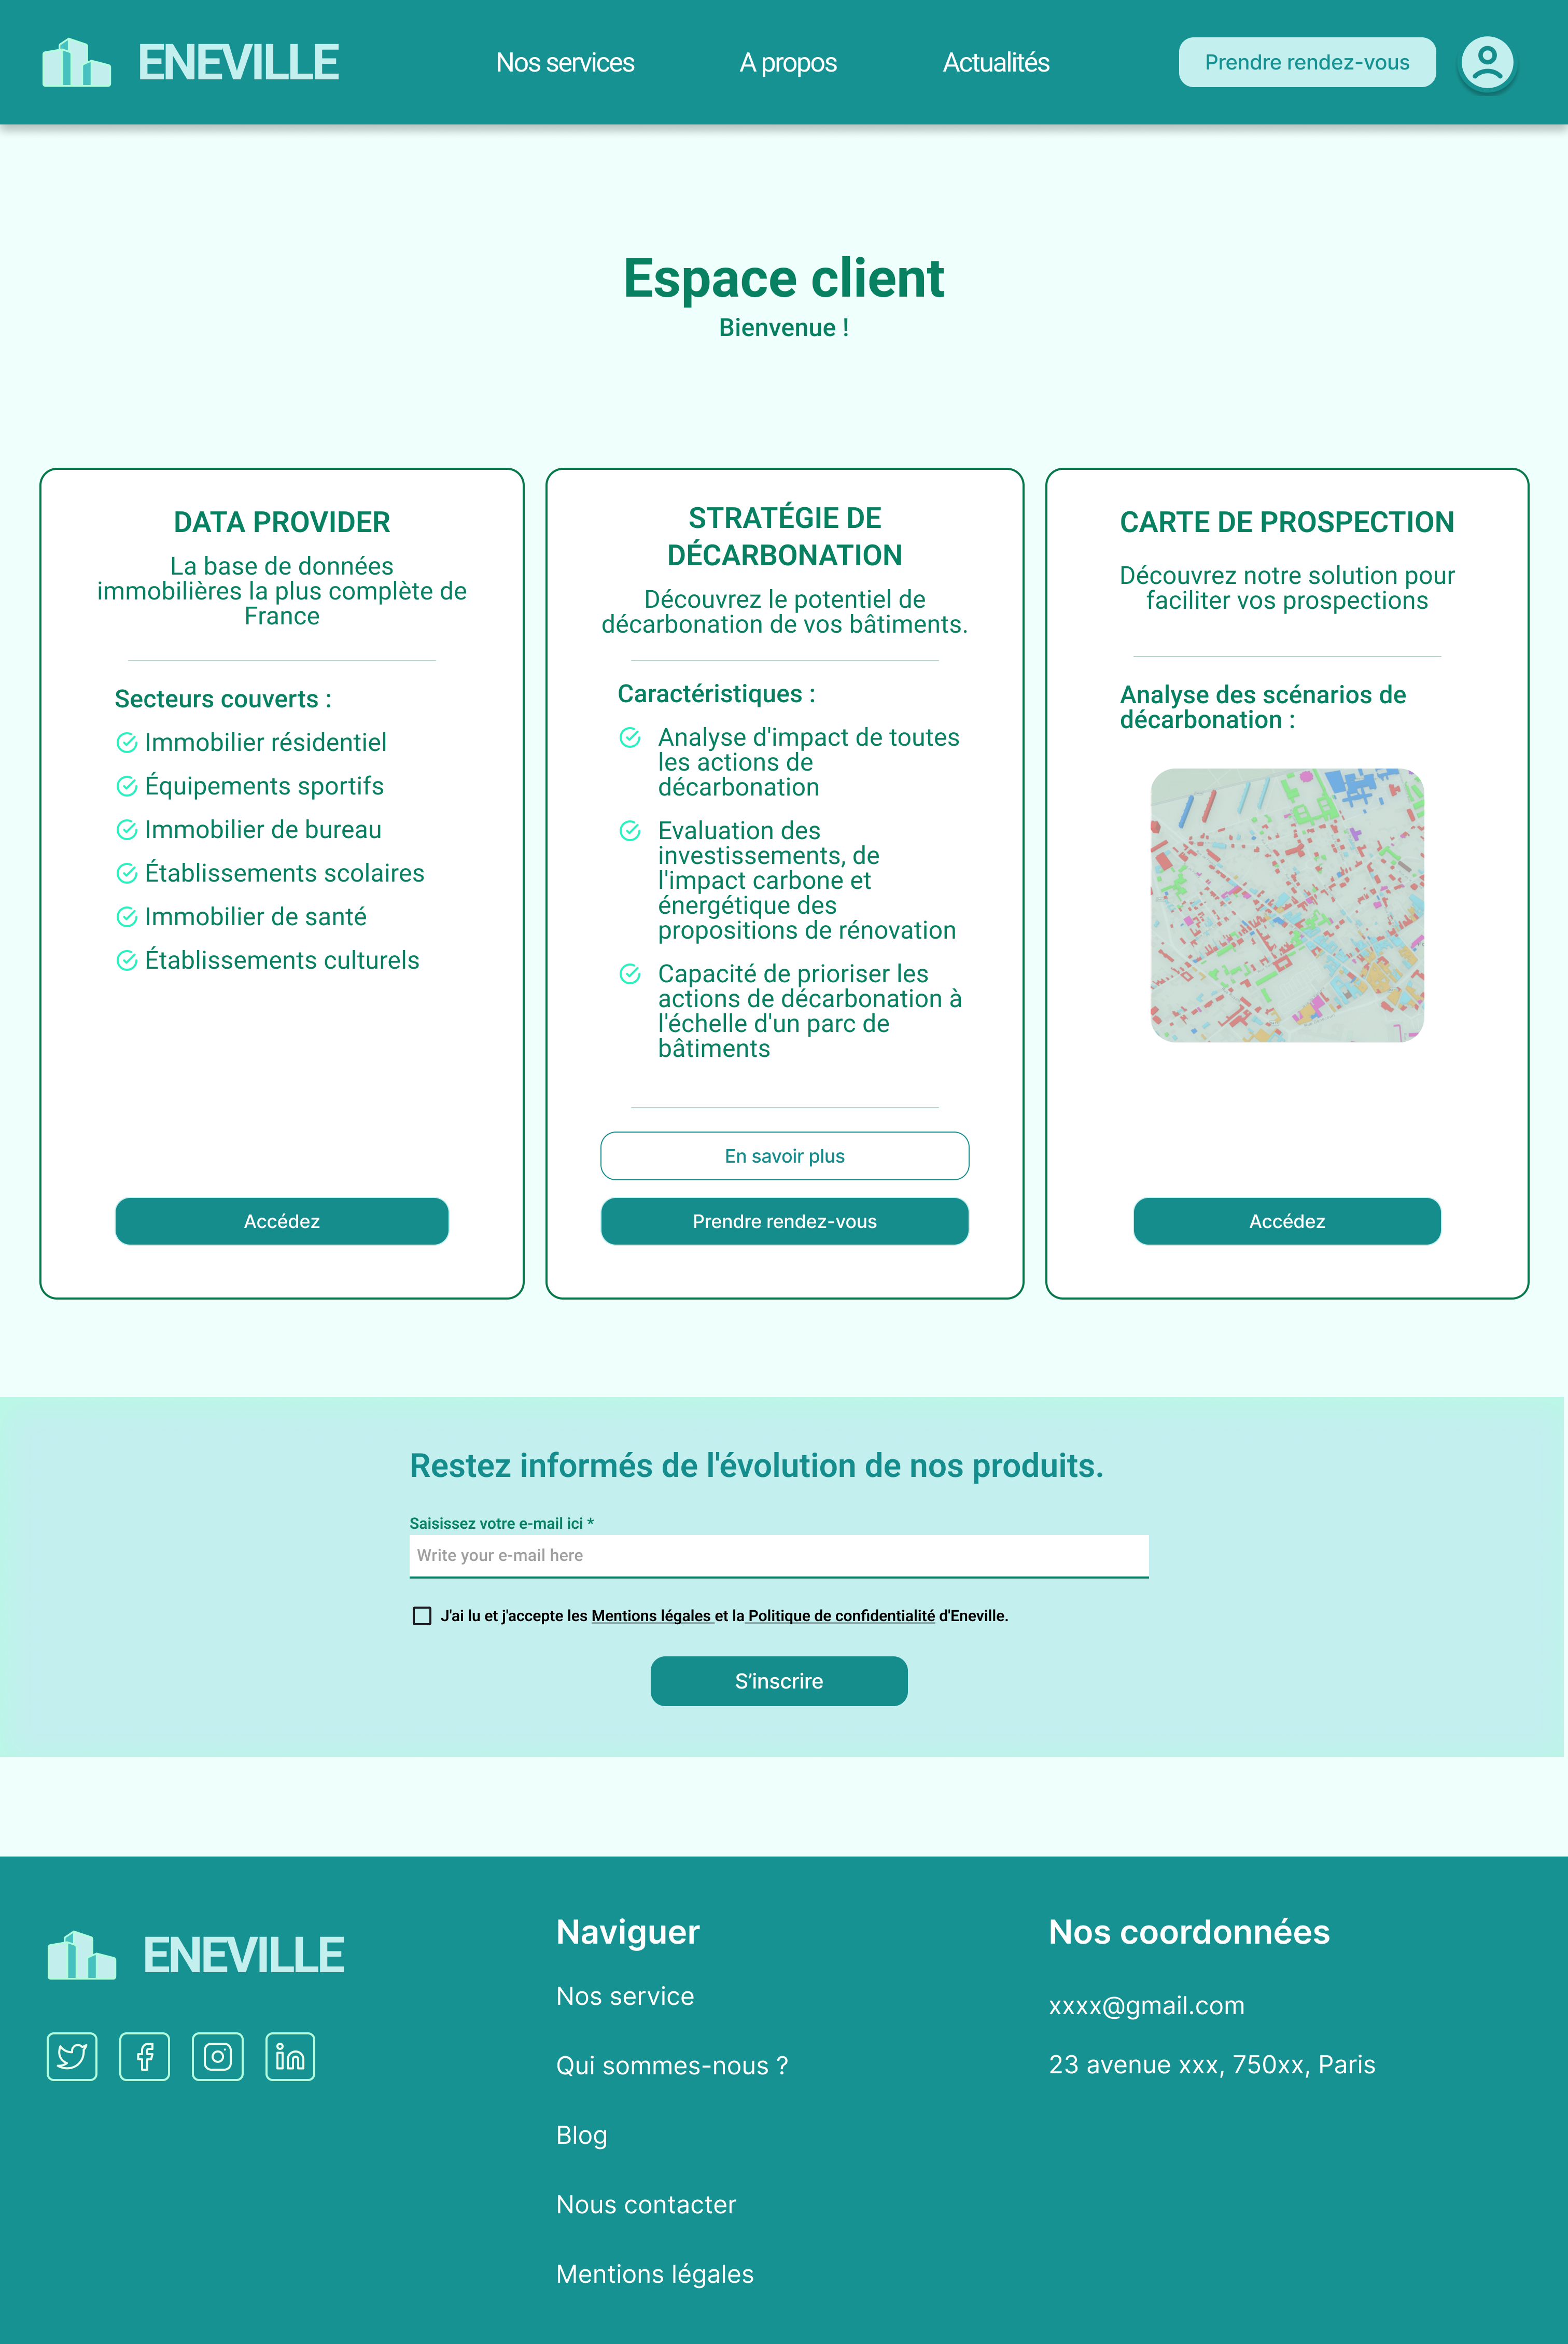 ENEVILLE
Nos services
A propos
Actualités
Prendre rendez-vous
Espace client
Bienvenue !
DATA PROVIDER
La base de données
immobilières la plus complète de
France
Secteurs couverts :
Immobilier résidentiel
Équipements sportifs
Immobilier de bureau
Établissements scolaires
Immobilier de santé
Établissements culturels
Accédez
STRATÉGIE DE
DÉCARBONATION
Découvrez le potentiel de
décarbonation de vos bâtiments.
Caractéristiques :
Analyse d'impact de toutes
les actions de
décarbonation
Evaluation des
investissements, de
l'impact carbone et
énergétique des
propositions de rénovation
Capacité de prioriser les
actions de décarbonation à
l'échelle d'un parc de
bâtiments
En savoir plus
Prendre rendez-vous
CARTE DE PROSPECTION
Découvrez notre solution pour
faciliter vos prospections
Analyse des scénarios de
décarbonation :
Accédez
Restez informés de l'évolution de nos produits.
Saisissez votre e-mail ici *
Write your e-mail here
J'ai lu et j'accepte les Mentions légales et la Politique de confidentialité d'Eneville.
S’inscrire
ENEVILLE
Naviguer
Nos service
Qui sommes-nous ?
Blog
Nous contacter
Mentions légales
Nos coordonnées
xxxx@gmail.com
23 avenue xxx, 750xx, Paris